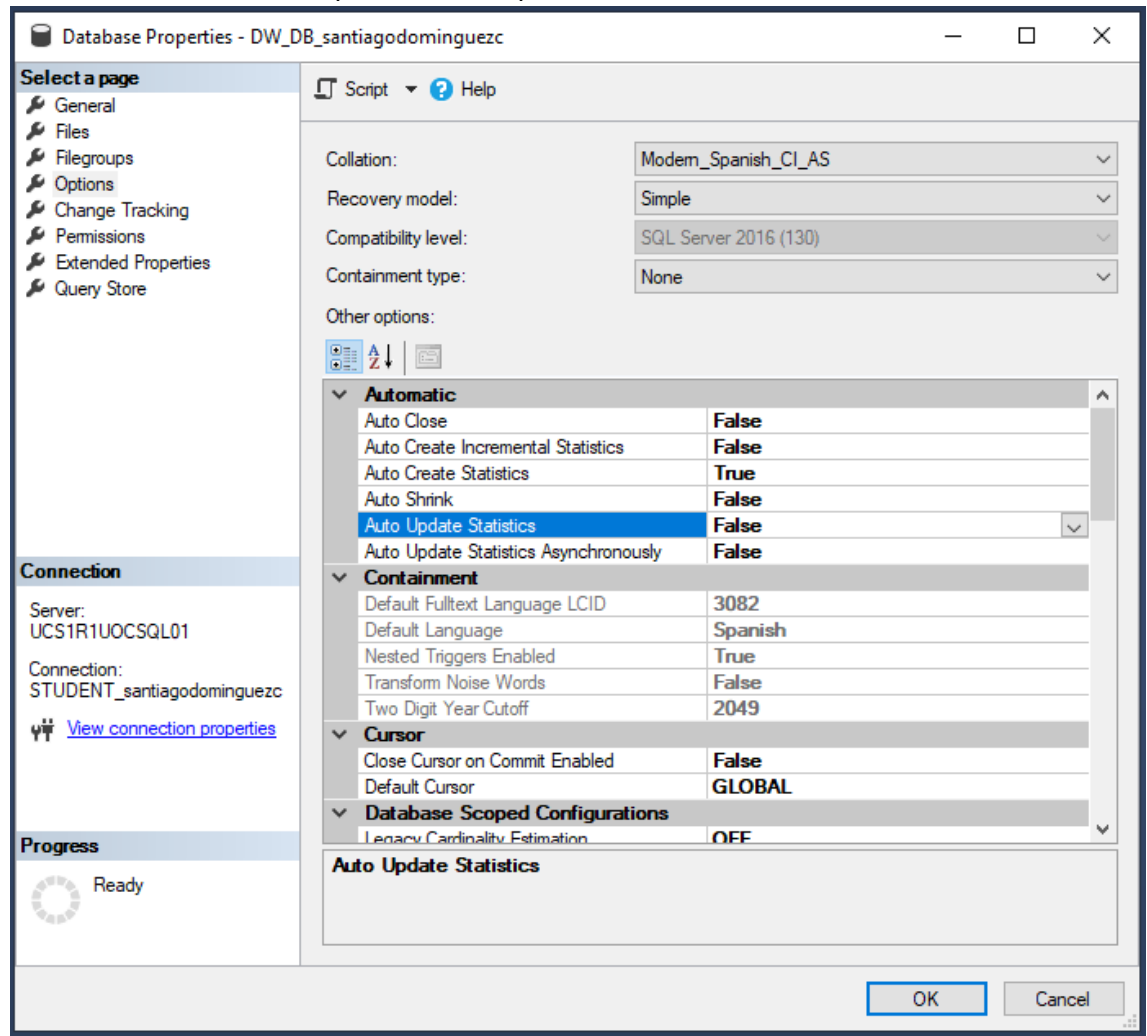 Database Properties - DW_DB_santiagodominguezc
Select a page
General
Files
Filegroups
Options
Change Tracking
Permissions
Extended Properties
Query Store
Script Help
Collation: Modern_Spanish_CI_AS
Recovery model: Simple
Compatibility level: SQL Server 2016 (130)
Containment type: None
Other options:
Automatic
Auto Close False
Auto Create Incremental Statistics False
Auto Create Statistics True
Auto Shrink False
Auto Update Statistics False
Auto Update Statistics Asynchronously False
Containment
Default Fulltext Language LCID 3082
Default Language Spanish
Nested Triggers Enabled True
Transform Noise Words False
Two Digit Year Cutoff 2049
Cursor
Close Cursor on Commit Enabled False
Default Cursor GLOBAL
Database Scoped Configurations
Legacy Cardinality Estimation OFF
Auto Update Statistics
Connection
Server:
UCS1R1UOCSQL01
Connection:
STUDENT_santiagodominguezc
View connection properties
Progress
Ready
OK Cancel